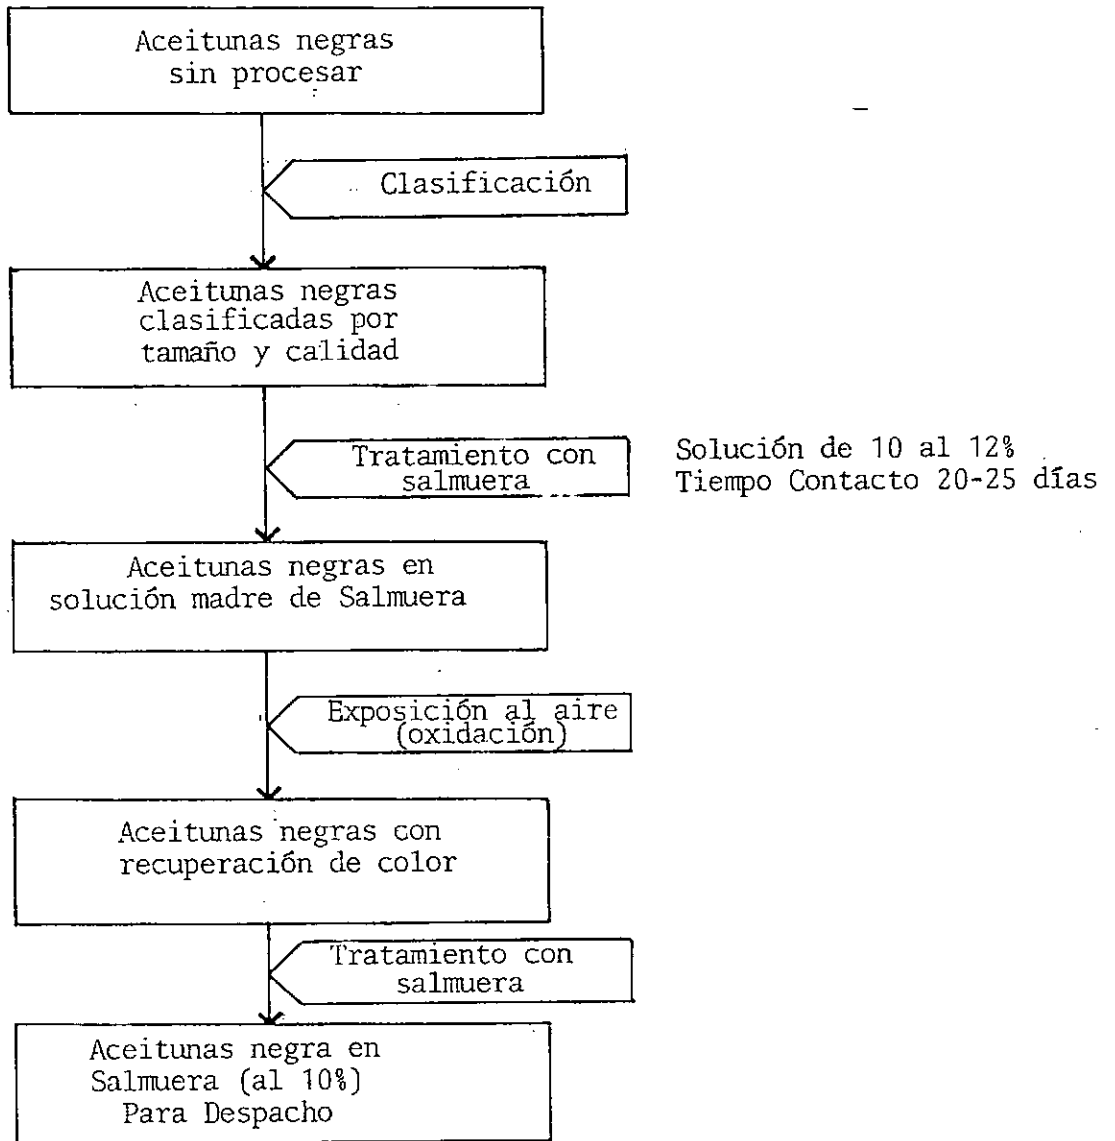 Aceitunas negras
sin procesar
Clasificación
Aceitunas negras
clasificadas por
tamaño y calidad
Tratamiento con
salmuera
Solución de 10 al 12%
Tiempo Contacto 20-25 días
Aceitunas negras en
solución madre de Salmuera
Exposición al aire
(oxidación)
Aceitunas negras con
recuperación de color
Tratamiento con
salmuera
Aceitunas negra en
Salmuera (al 10%)
Para Despacho